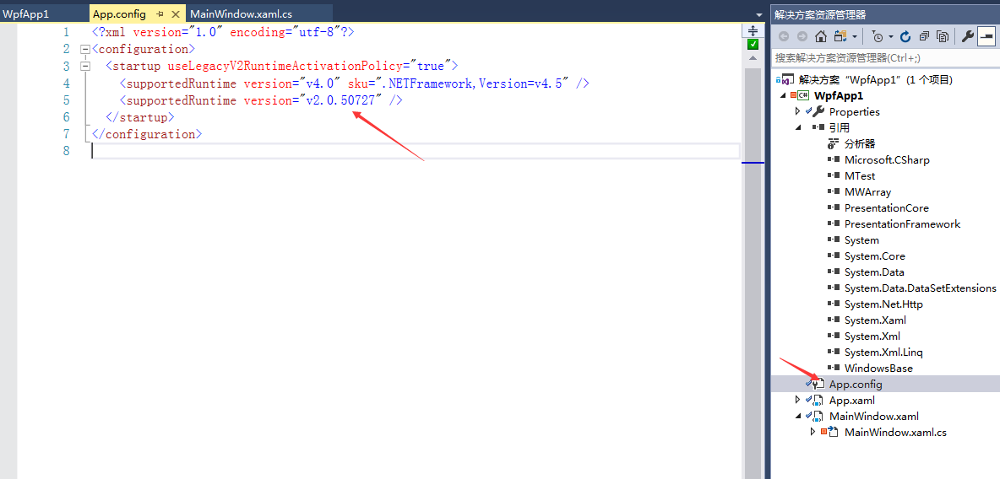 WpfApp1
App.config
MainWindow.xaml.cs
1 <?xml version="1.0" encoding="utf-8"?>
2 <configuration>
3 <startup useLegacyV2RuntimeActivationPolicy="true">
4 <supportedRuntime version="v4.0" sku=".NETFramework,Version=v4.5" />
5 <supportedRuntime version="v2.0.50727" />
6 </startup>
7 </configuration>
8
解决方案资源管理器
搜索解决方案资源管理器(Ctrl+;)
解决方案 “WpfApp1” (1 个项目)
C# WpfApp1
Properties
引用
分析器
Microsoft.CSharp
MTest
MWArray
PresentationCore
PresentationFramework
System
System.Core
System.Data
System.Data.DataSetExtensions
System.Net.Http
System.Xaml
System.Xml
System.Xml.Linq
WindowsBase
App.config
App.xaml
MainWindow.xaml
MainWindow.xaml.cs